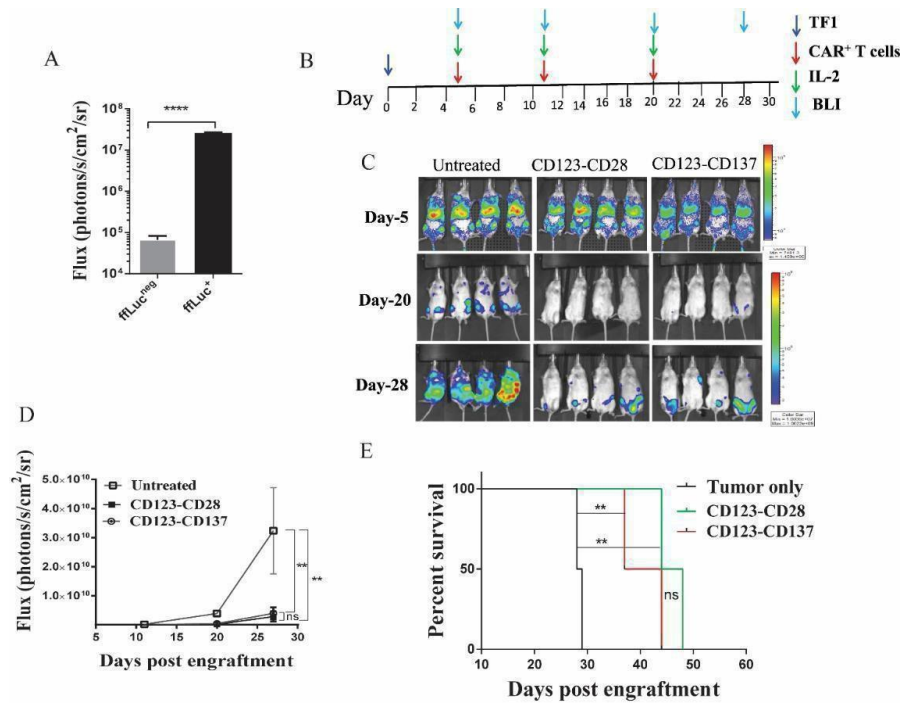 A
****
Flux (photons/s/cm²/sr)
10⁸
10⁷
10⁶
10⁵
10⁴
ffLucⁿᵉᵍ
ffLuc⁺
B
Day
0 2 4 6 8 10 12 14 16 18 20 22 24 26 28 30
TF1
CAR⁺ T cells
IL-2
BLI
C
Untreated CD123-CD28 CD123-CD137
Day-5
Day-20
Day-28
D
Flux (photons/s/cm²/sr)
5.0×10¹⁰
4.0×10¹⁰
3.0×10¹⁰
2.0×10¹⁰
1.0×10¹⁰
Untreated
CD123-CD28
CD123-CD137
**
**
ns
5 10 15 20 25 30
Days post engraftment
E
Percent survival
100
50
0
**
**
ns
Tumor only
CD123-CD28
CD123-CD137
10 20 30 40 50 60
Days post engraftment